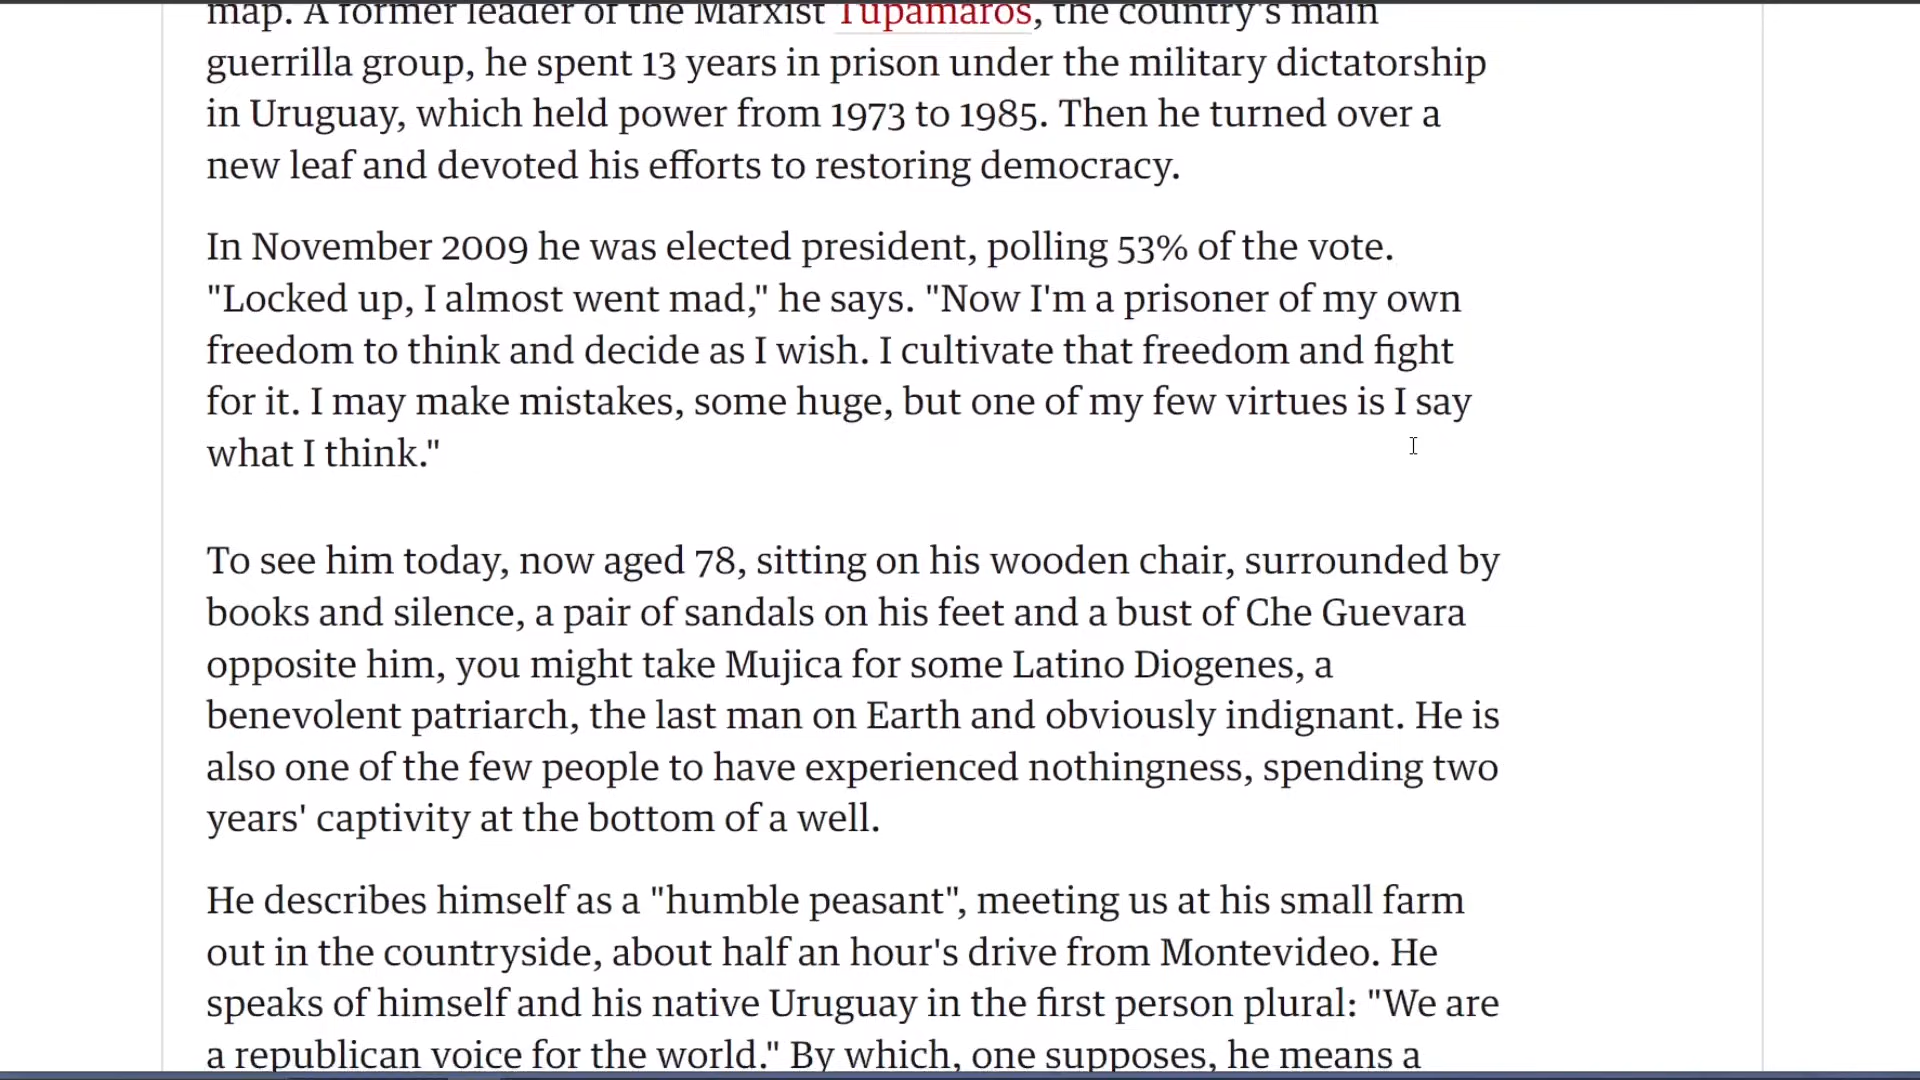 map. A former leader of the Marxist Tupamaros, the country's main
guerrilla group, he spent 13 years in prison under the military dictatorship
in Uruguay, which held power from 1973 to 1985. Then he turned over a
new leaf and devoted his efforts to restoring democracy.
In November 2009 he was elected president, polling 53% of the vote.
"Locked up, I almost went mad," he says. "Now I'm a prisoner of my own
freedom to think and decide as I wish. I cultivate that freedom and fight
for it. I may make mistakes, some huge, but one of my few virtues is I say
what I think."
To see him today, now aged 78, sitting on his wooden chair, surrounded by
books and silence, a pair of sandals on his feet and a bust of Che Guevara
opposite him, you might take Mujica for some Latino Diogenes, a
benevolent patriarch, the last man on Earth and obviously indignant. He is
also one of the few people to have experienced nothingness, spending two
years' captivity at the bottom of a well.
He describes himself as a "humble peasant", meeting us at his small farm
out in the countryside, about half an hour's drive from Montevideo. He
speaks of himself and his native Uruguay in the first person plural: "We are
a republican voice for the world." By which, one supposes, he means a